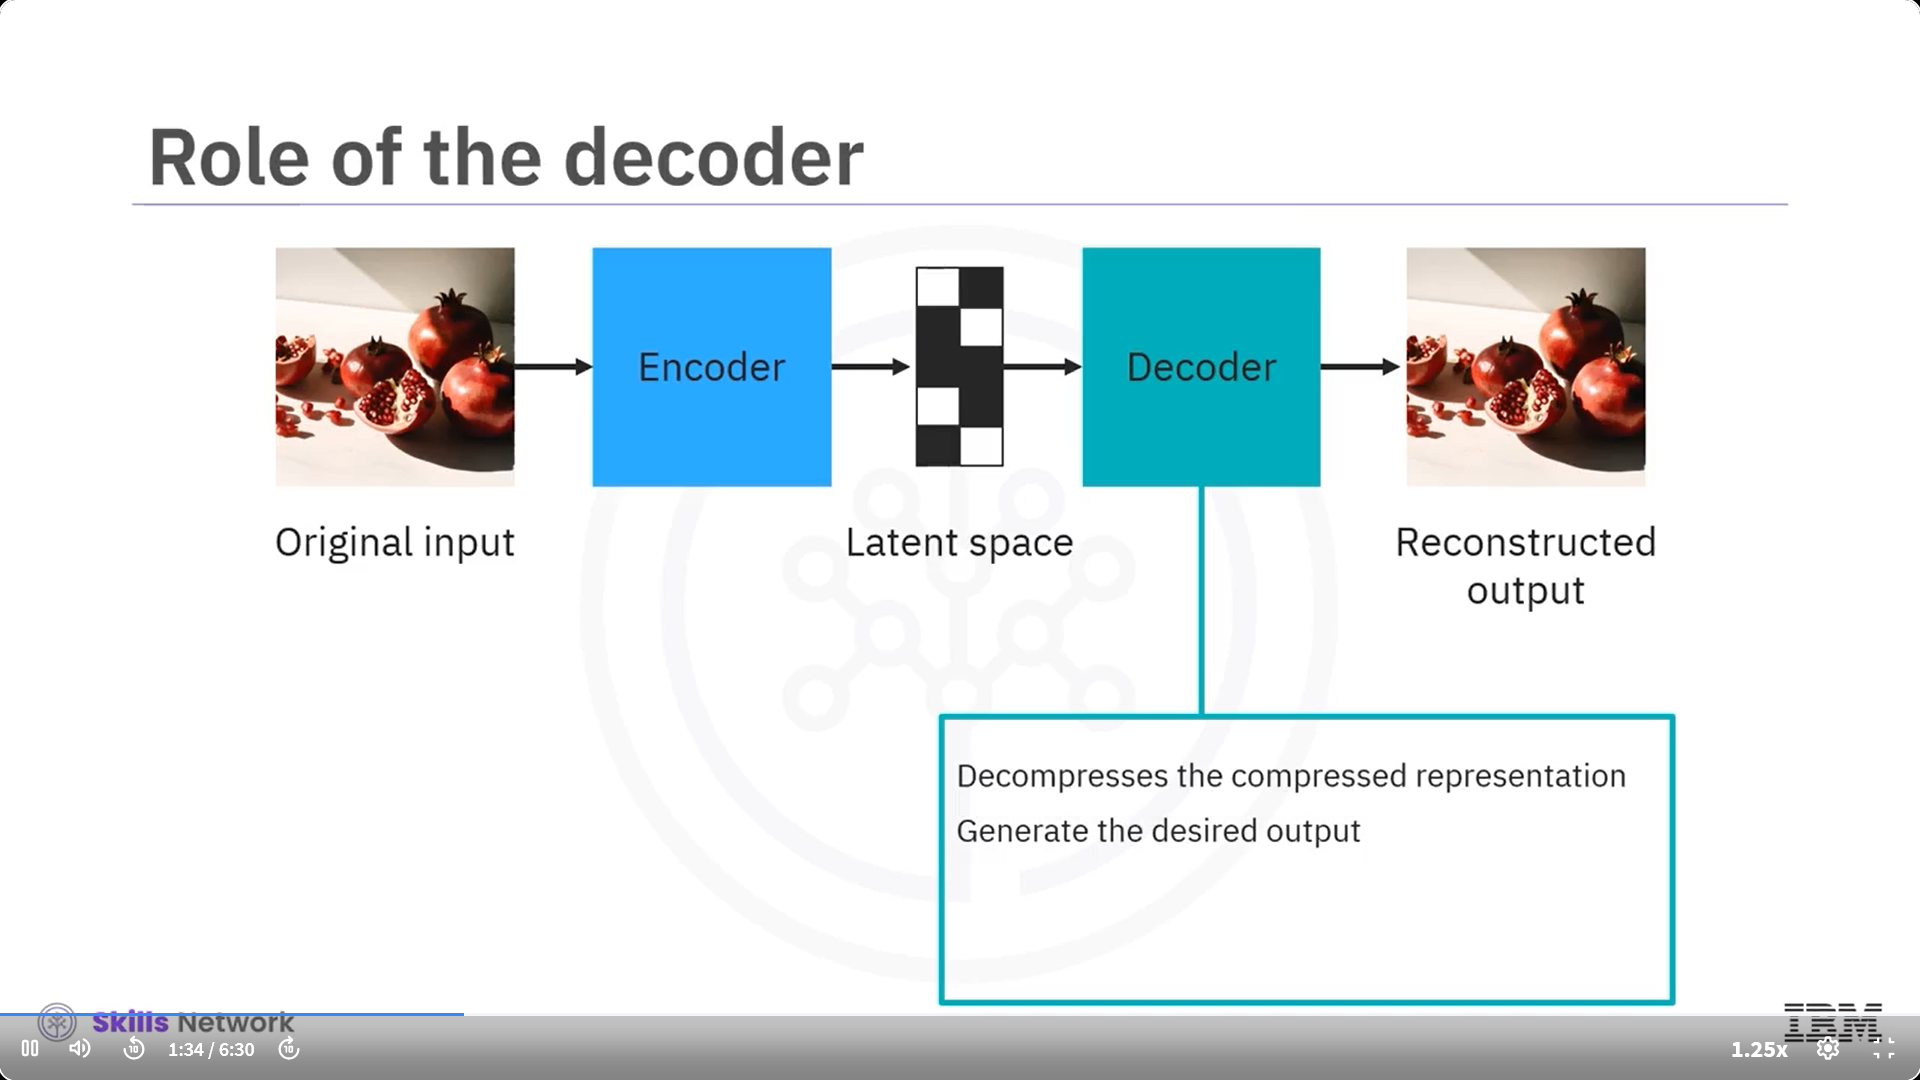 Role of the decoder
Encoder
Decoder
Original input
Latent space
Reconstructed
output
Decompresses the compressed representation
Generate the desired output
Skills Network
IBM
10
1:34 / 6:30
10
1.25x